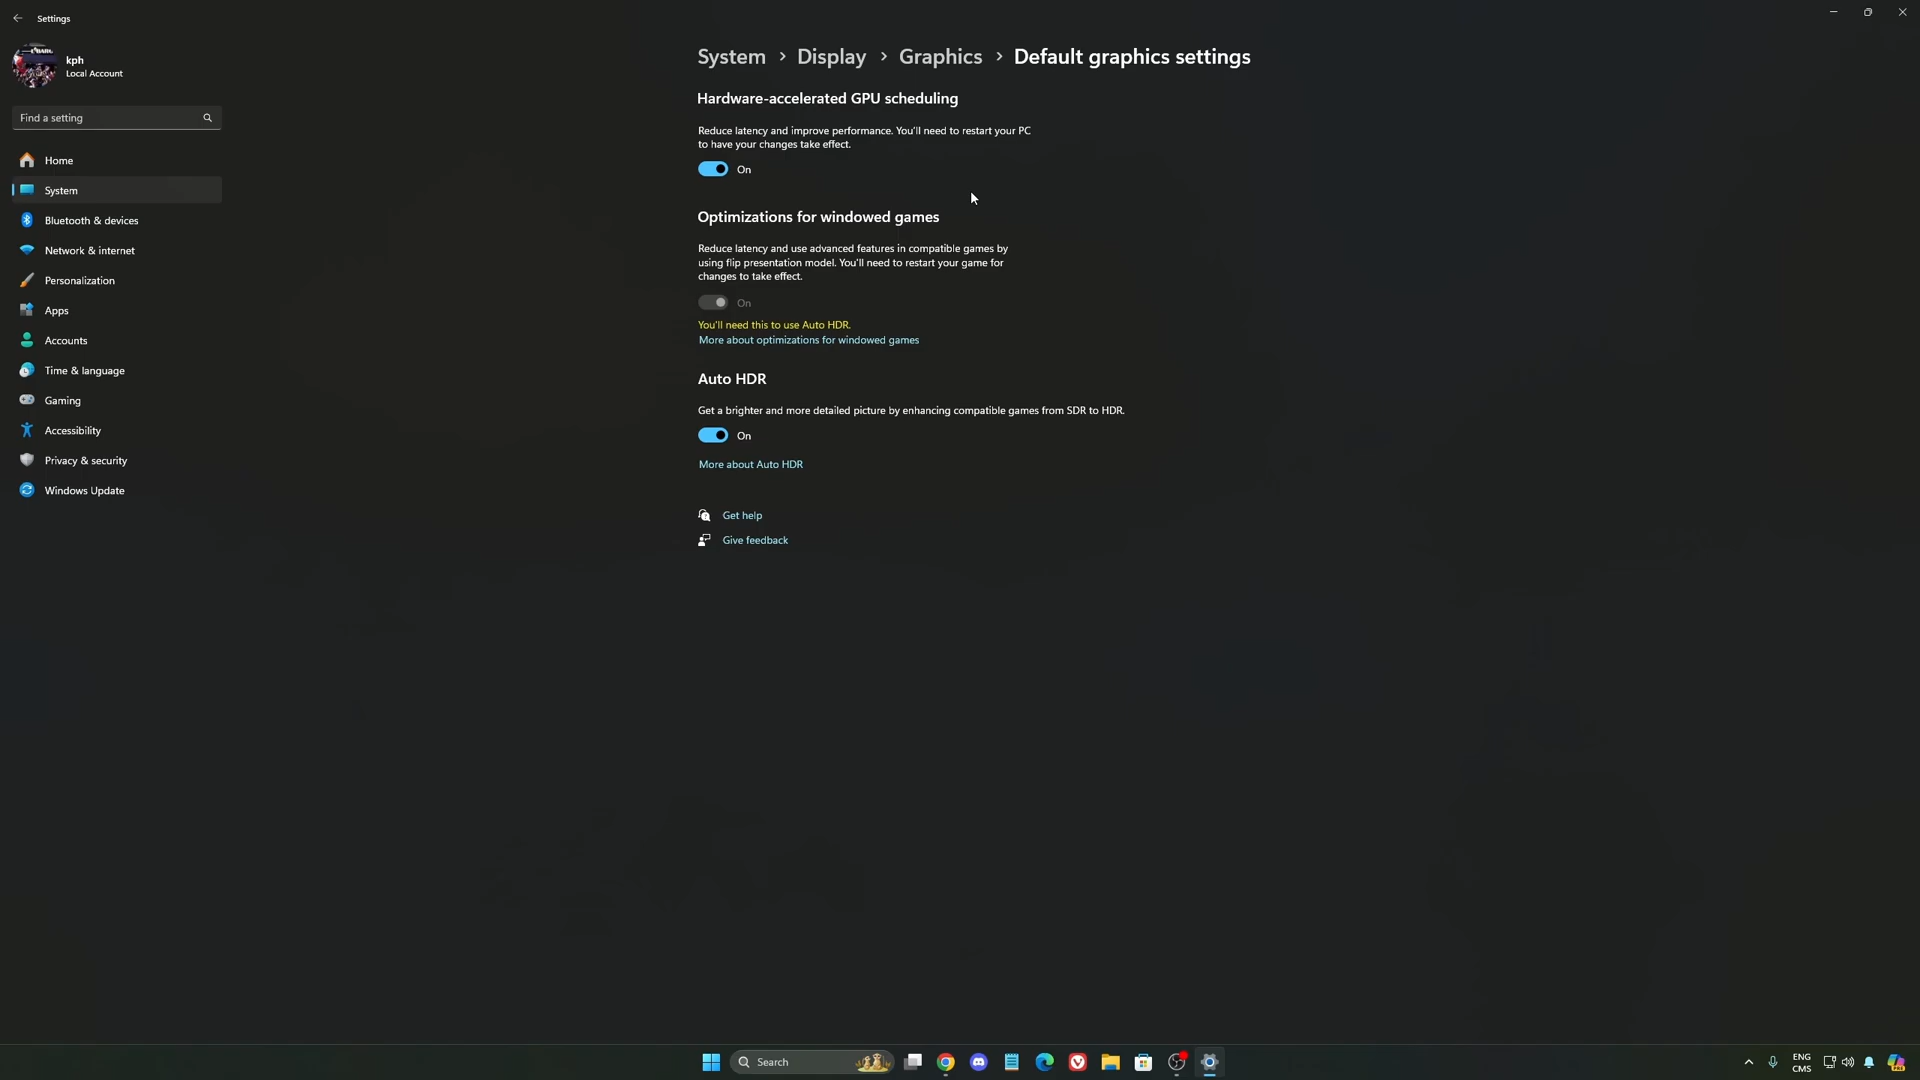 Settings
kph
Local Account
Find a setting
Home
System
Bluetooth & devices
Network & internet
Personalization
Apps
Accounts
Time & language
Gaming
Accessibility
Privacy & security
Windows Update
System > Display > Graphics > Default graphics settings
Hardware-accelerated GPU scheduling
Reduce latency and improve performance. You'll need to restart your PC
to have your changes take effect.
On
Optimizations for windowed games
Reduce latency and use advanced features in compatible games by
using flip presentation model. You'll need to restart your game for
changes to take effect.
On
You'll need this to use Auto HDR.
More about optimizations for windowed games
Auto HDR
Get a brighter and more detailed picture by enhancing compatible games from SDR to HDR.
On
More about Auto HDR
Get help
Give feedback
Search
ENG
CMS